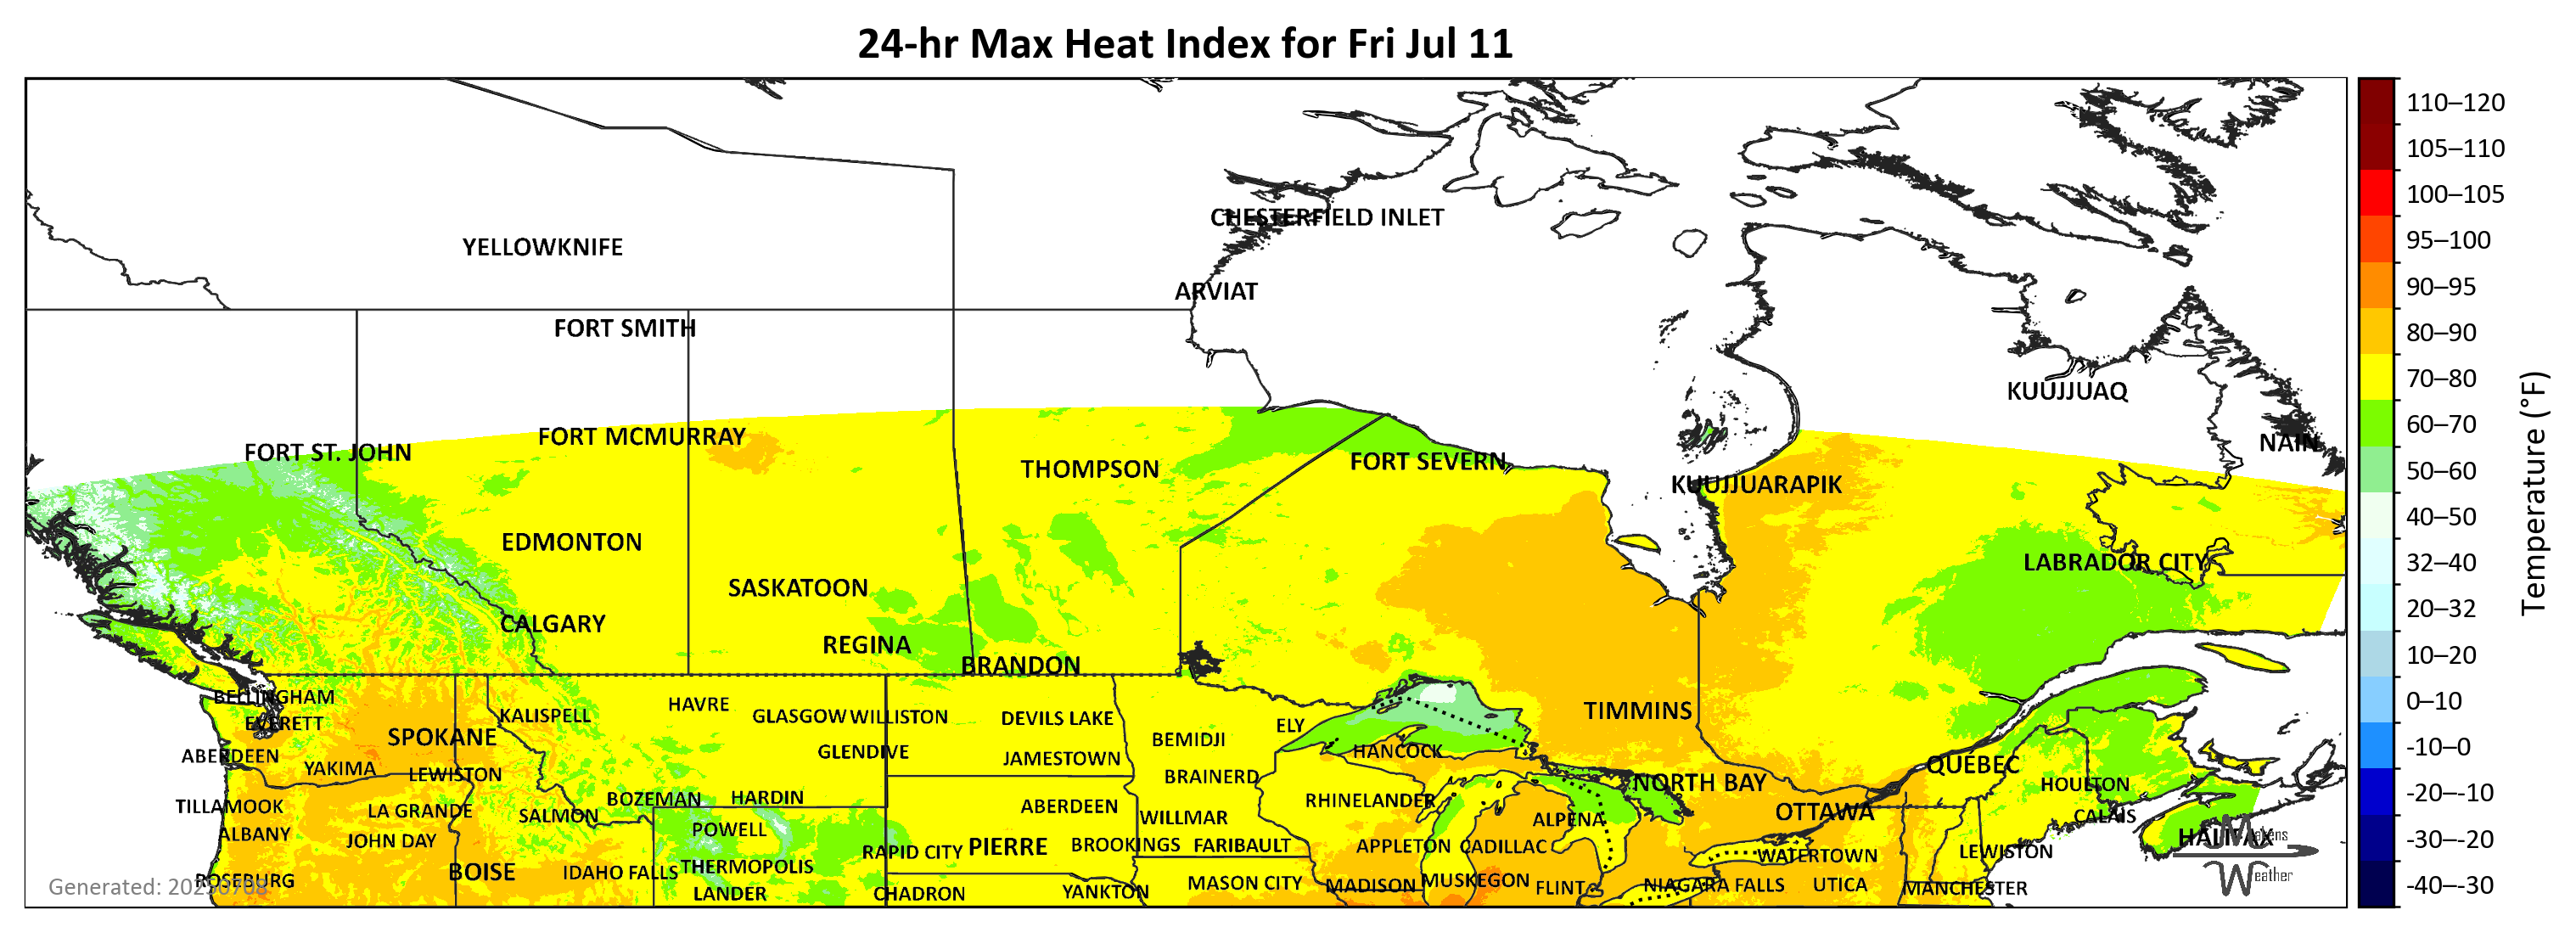 24-hr Max Heat Index for Fri Jul 11
CHESTERFIELD INLET
YELLOWKNIFE
ARVIAT
FORT SMITH
KUUJJUAQ
FORT MCMURRAY
NAIN
FORT ST. JOHN
FORT SEVERN
THOMPSON
KUUJJUARAPIK
EDMONTON
LABRADOR CITY
SASKATOON
CALGARY
REGINA
BRANDON
BELLINGHAM
HAVRE
TIMMINS
KALISPELL
GLASGOW
WILLISTON
DEVILS LAKE
EVERETT
ELY
SPOKANE
BEMIDJI
ABERDEEN
GLENDIVE
HANCOCK
JAMESTOWN
QUÉBEC
YAKIMA
LEWISTON
BRAINERD
NORTH BAY
HOULTON
BOZEMAN
HARDIN
RHINELANDER
TILLAMOOK
ABERDEEN
LA GRANDE
SALMON
WILLMAR
OTTAWA
CALAIS
ALPENA
POWELL
ALBANY
HALIFAX
JOHN DAY
PIERRE
BROOKINGS
FARIBAULT
APPLETON
CADILLAC
RAPID CITY
LEWISTON
WATERTOWN
THERMOPOLIS
BOISE
IDAHO FALLS
ROSEBURG
MUSKEGON
MASON CITY
MADISON
NIAGARA FALLS
UTICA
FLINT
MANCHESTER
YANKTON
LANDER
CHADRON
Generated: 20250708
Makens
Weather
110–120
105–110
100–105
95–100
90–95
80–90
70–80
60–70
50–60
40–50
32–40
20–32
10–20
0–10
-10–0
-20–-10
-30–-20
-40–-30
Temperature (°F)